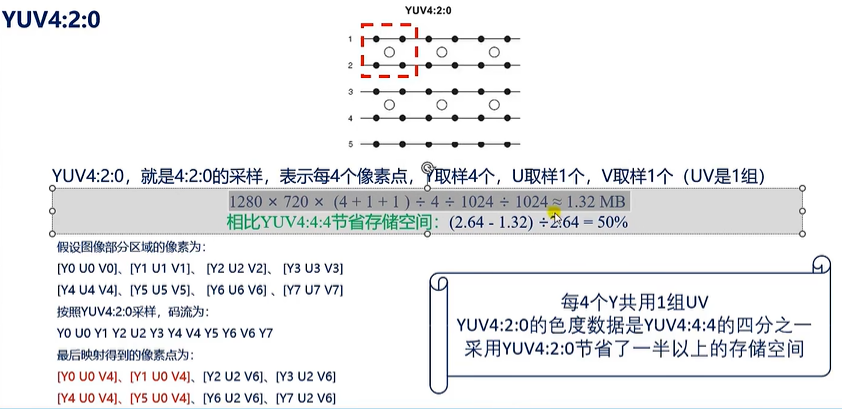 YUV4:2:0
YUV4:2:0
1
2
3
4
5
YUV4:2:0，就是4:2:0的采样，表示每4个像素点，Y取样4个，U取样1个，V取样1个（UV是1组）
1280 × 720 × (4 + 1 + 1) ÷ 4 ÷ 1024 ÷ 1024 ≈ 1.32 MB
相比YUV4:4:4节省存储空间：(2.64 - 1.32) ÷2.64 = 50%
假设图像部分区域的像素为：
[Y0 U0 V0]、[Y1 U1 V1]、 [Y2 U2 V2]、 [Y3 U3 V3]
[Y4 U4 V4]、[Y5 U5 V5]、 [Y6 U6 V6] 、[Y7 U7 V7]
按照YUV4:2:0采样，码流为：
Y0 U0 Y1 Y2 U2 Y3 Y4 V4 Y5 Y6 V6 Y7
最后映射得到的像素点为：
[Y0 U0 V4]、[Y1 U0 V4]、[Y2 U2 V6]、[Y3 U2 V6]
[Y4 U0 V4]、[Y5 U0 V4]、[Y6 U2 V6]、[Y7 U2 V6]
每4个Y共用1组UV
YUV4:2:0的色度数据是YUV4:4:4的四分之一
采用YUV4:2:0节省了一半以上的存储空间